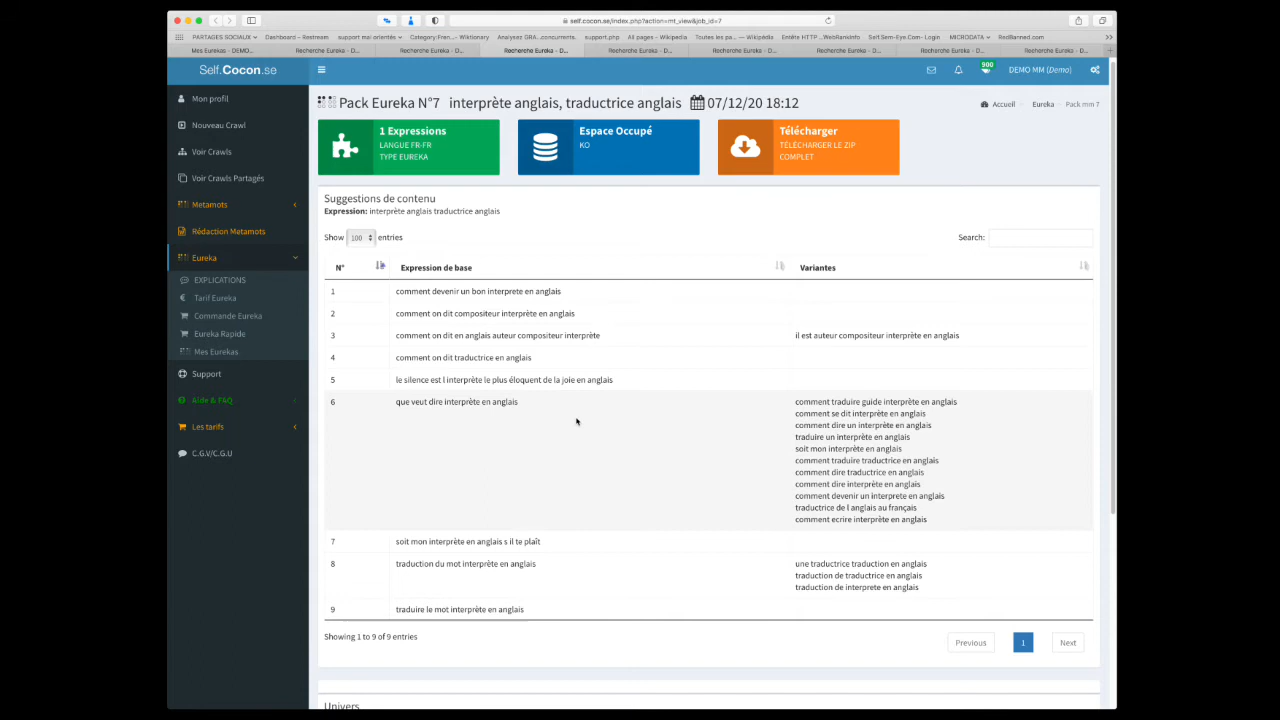 self.cocon.se/index.php?action=mt_view&job_id=7
PARTAGES SOCIAUX Dashboard – Restream support mal orientés Category:Fren...– Wiktionary Analyses GRA...concurrents. support.php All pages - Wikipedia Toutes les pa... — Wikipédia Entête HTTP ...WebRankInfo Self.Sem-Eye.Com- Login MICRODATA RedBanned.com
Mes Eurekas - DEMO... Recherche Eureka - D... Recherche Eureka - D... Recherche Eureka - D... Recherche Eureka - D... Recherche Eureka - D... Recherche Eureka - D... Recherche Eureka - D... Recherche Eureka - D...
Self.Cocon.se
900
DEMO MM (Demo)
Mon profil
Nouveau Crawl
Voir Crawls
Voir Crawls Partagés
Metamots
Rédaction Metamots
Eureka
EXPLICATIONS
Tarif Eureka
Commande Eureka
Eureka Rapide
Mes Eurekas
Support
Aide & FAQ
Les tarifs
C.G.V/C.G.U
Pack Eureka N°7 interprète anglais, traductrice anglais 07/12/20 18:12
Accueil Eureka Pack mm 7
1 Expressions
LANGUE FR-FR
TYPE EUREKA
Espace Occupé
KO
Télécharger
TÉLÉCHARGER LE ZIP
COMPLET
Suggestions de contenu
Expression: interprète anglais traductrice anglais
Show 100 entries
Search:
N° Expression de base Variantes
1 comment devenir un bon interprete en anglais
2 comment on dit compositeur interprète en anglais
3 comment on dit en anglais auteur compositeur interprète il est auteur compositeur interprète en anglais
4 comment on dit traductrice en anglais
5 le silence est l interprète le plus éloquent de la joie en anglais
6 que veut dire interprète en anglais comment traduire guide interprète en anglais
comment se dit interprète en anglais
comment dire un interprète en anglais
traduire un interprète en anglais
soit mon interprète en anglais
comment traduire traductrice en anglais
comment dire traductrice en anglais
comment dire interprète en anglais
comment devenir un interprete en anglais
traductrice de l anglais au français
comment ecrire interprète en anglais
7 soit mon interprète en anglais s il te plaît
8 traduction du mot interprète en anglais une traductrice traduction en anglais
traduction de traductrice en anglais
traduction de interprete en anglais
9 traduire le mot interprète en anglais
Showing 1 to 9 of 9 entries
Previous 1 Next
Univers